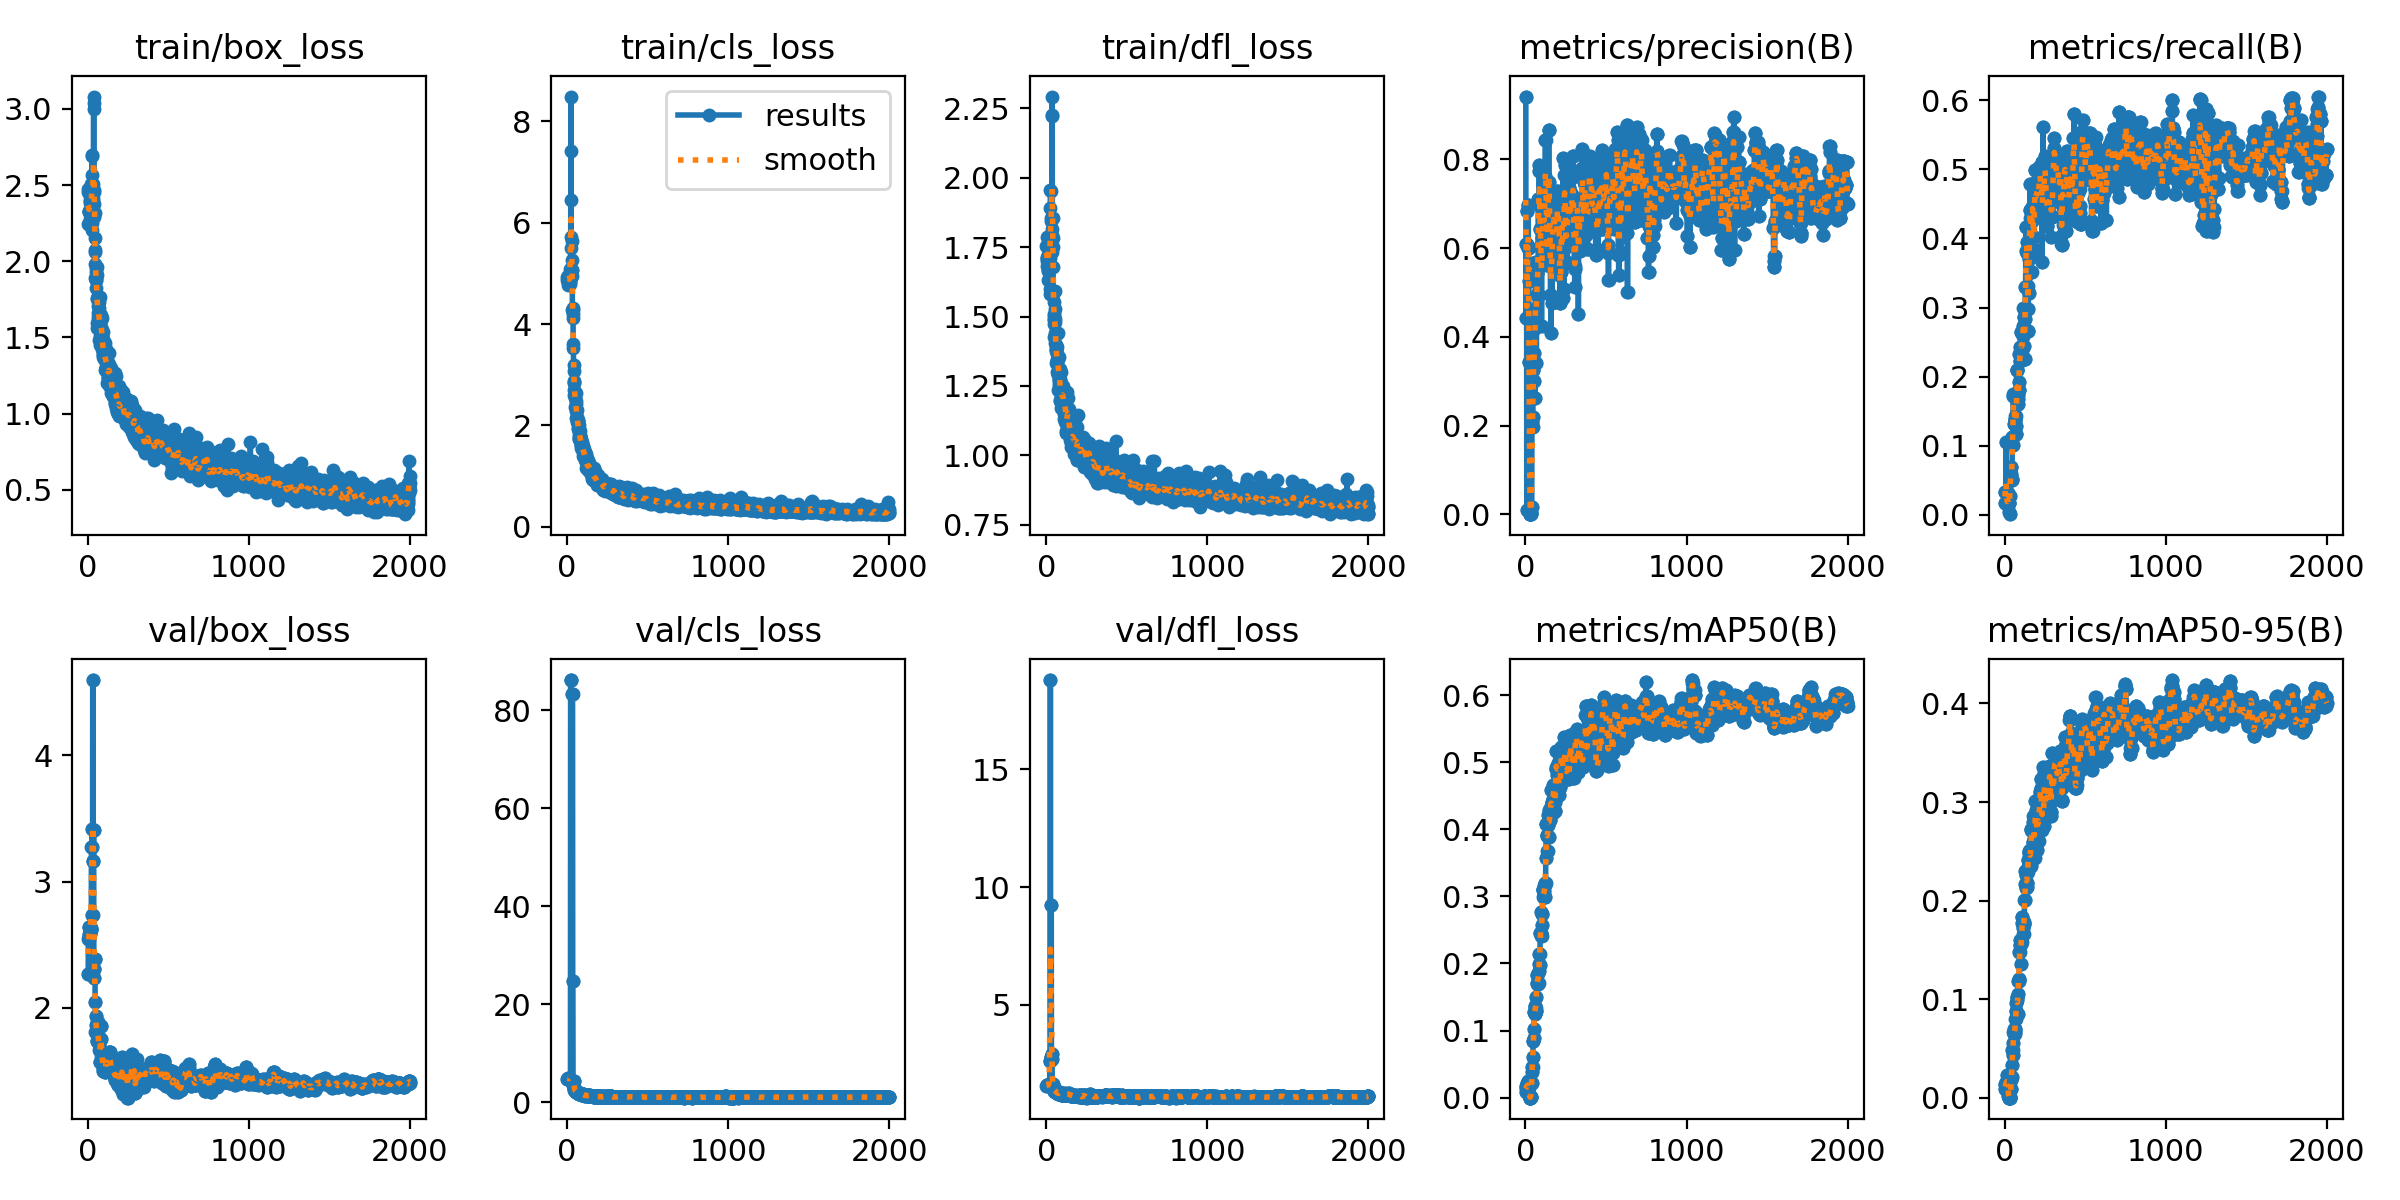 train/box_loss
3.0
2.5
2.0
1.5
1.0
0.5
0 1000 2000
train/cls_loss
results
smooth
8
6
4
2
0
0 1000 2000
train/dfl_loss
2.25
2.00
1.75
1.50
1.25
1.00
0.75
0 1000 2000
metrics/precision(B)
0.8
0.6
0.4
0.2
0.0
0 1000 2000
metrics/recall(B)
0.6
0.5
0.4
0.3
0.2
0.1
0.0
0 1000 2000
val/box_loss
4
3
2
0 1000 2000
val/cls_loss
80
60
40
20
0
0 1000 2000
val/dfl_loss
15
10
5
0 1000 2000
metrics/mAP50(B)
0.6
0.5
0.4
0.3
0.2
0.1
0.0
0 1000 2000
metrics/mAP50-95(B)
0.4
0.3
0.2
0.1
0.0
0 1000 2000